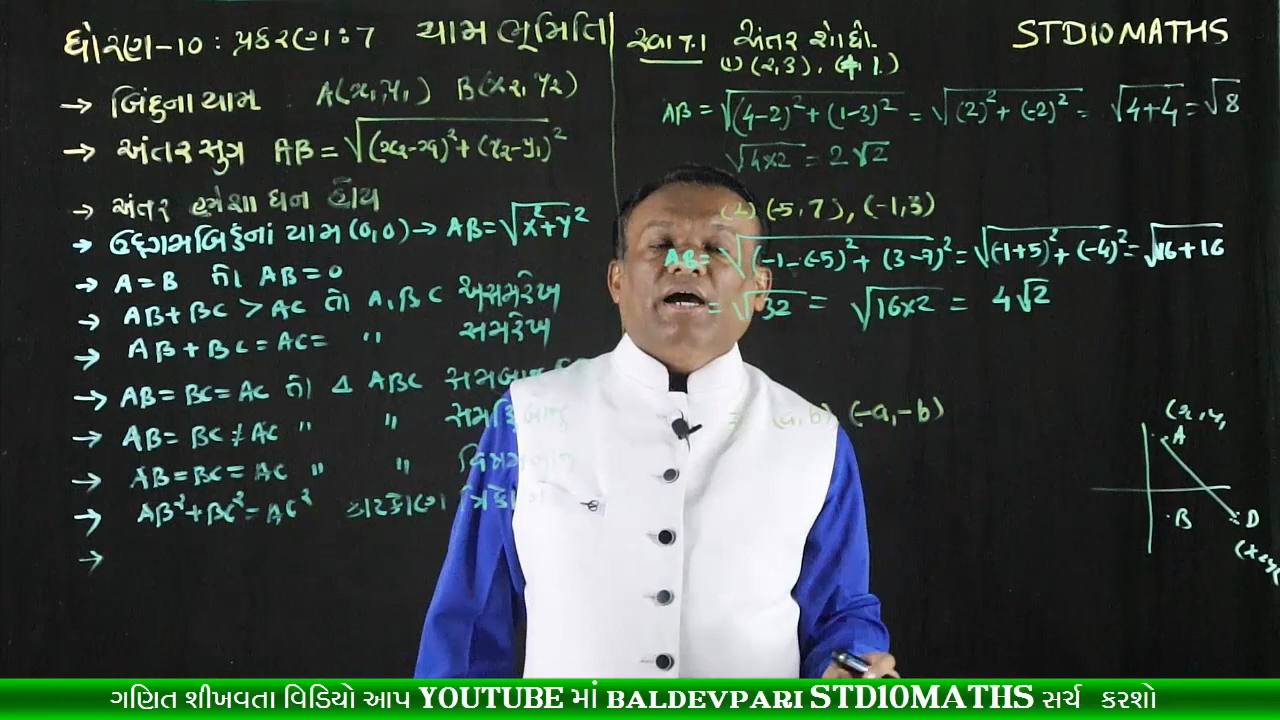 ધોરણ-10 : પ્રકરણ : 7 યામ ભૂમિતિ
→ બિંદુના યામ : A(x₁,y₁) B(x₂,y₂)
→ અંતરસુત્ર AB = √(x₂-x₁)²+(y₂-y₁)²
→ અંતર હમેશા ધન હોય
→ ઉદ્દગમબિંદુનાં યામ (0,0) → AB = √x²+y²
→ A = B તો AB = 0
→ AB + BC > AC તો A, B C અસમરેખ
→ AB + BC = AC = " સમરેખ
→ AB = BC = AC તો Δ ABC
→ AB = BC ≠ AC " " સમદ્વિબાજુ
→ AB = BC = AC " "
→ AB² + BC² = AC² કાટકોણ
→
STD10MATHS
સ્વા 7.1 અંતર શોધો.
(1) (2,3), (4,1)
AB = √(4-2)²+(1-3)² = √(2)²+(-2)² = √4+4 = √8
√4×2 = 2√2
(2) (-5,7), (-1,3)
AB = √(-1-(-5)²+(3-7)² = √(-1+5)²+(-4)² = √16+16
= √32 = √16×2 = 4√2
(a,b) (-a,-b)
A
B
D
ગણિત શીખવતા વિડિયો આપ YOUTUBE માં BALDEVPARI STD10MATHS સર્ચ કરશો